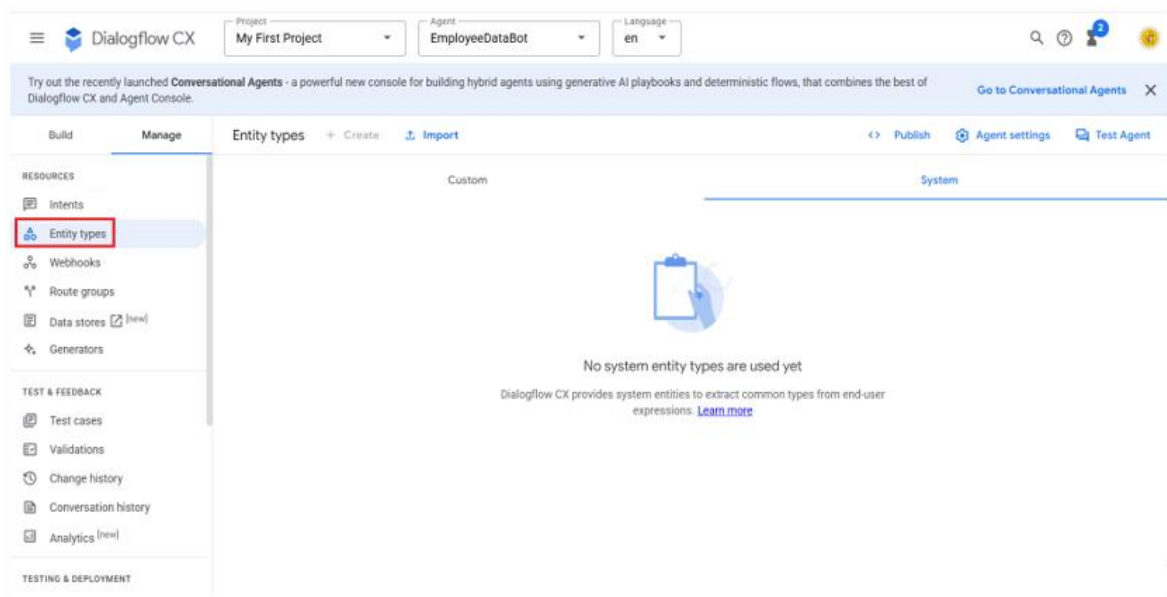 Project
Agent
Language
Dialogflow CX
My First Project
EmployeeDataBot
en
2
Try out the recently launched Conversational Agents - a powerful new console for building hybrid agents using generative AI playbooks and deterministic flows, that combines the best of
Dialogflow CX and Agent Console.
Go to Conversational Agents
Build
Manage
Entity types
+ Create
Import
Publish
Agent settings
Test Agent
RESOURCES
Custom
System
Intents
Entity types
Webhooks
Route groups
Data stores [new]
Generators
No system entity types are used yet
Dialogflow CX provides system entities to extract common types from end-user
expressions. Learn more
TEST & FEEDBACK
Test cases
Validations
Change history
Conversation history
Analytics [new]
TESTING & DEPLOYMENT